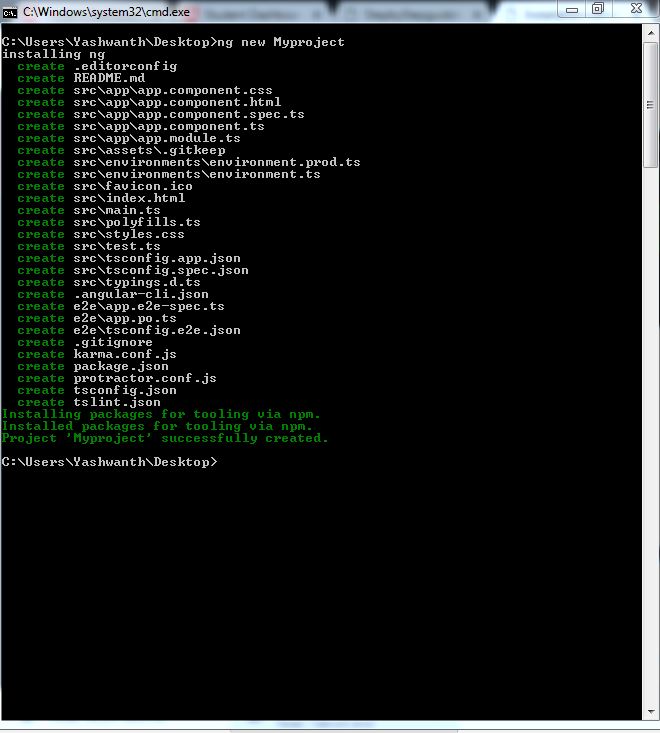 C:\Windows\system32\cmd.exe
C:\Users\Yashwanth\Desktop>ng new Myproject
installing ng
create .editorconfig
create README.md
create src\app\app.component.css
create src\app\app.component.html
create src\app\app.component.spec.ts
create src\app\app.component.ts
create src\app\app.module.ts
create src\assets\.gitkeep
create src\environments\environment.prod.ts
create src\environments\environment.ts
create src\favicon.ico
create src\index.html
create src\main.ts
create src\polyfills.ts
create src\styles.css
create src\test.ts
create src\tsconfig.app.json
create src\tsconfig.spec.json
create src\typings.d.ts
create .angular-cli.json
create e2e\app.e2e-spec.ts
create e2e\app.po.ts
create e2e\tsconfig.e2e.json
create .gitignore
create karma.conf.js
create package.json
create protractor.conf.js
create tsconfig.json
create tslint.json
Installing packages for tooling via npm.
Installed packages for tooling via npm.
Project 'Myproject' successfully created.
C:\Users\Yashwanth\Desktop>